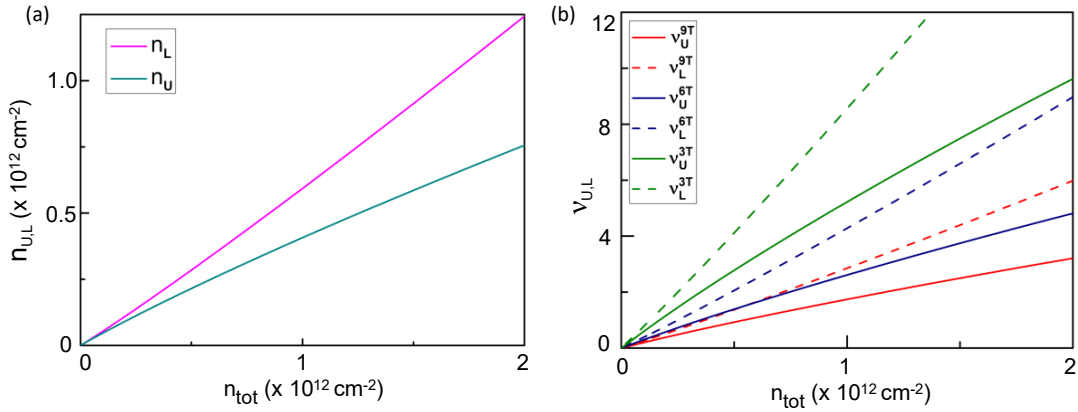 (a)
n_L
n_U
1.0
0.5
0
n_U,L (x 10^12 cm^-2)
0
1
2
n_tot (x 10^12 cm^-2)
(b)
ν_U^9T
ν_L^9T
ν_U^6T
ν_L^6T
ν_U^3T
ν_L^3T
12
8
4
0
ν_U,L
0
1
2
n_tot (x 10^12 cm^-2)